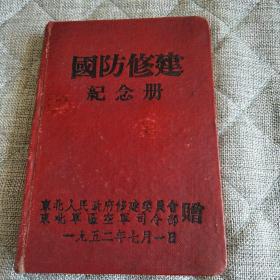 國防修建
紀念册
東北人民政府修建委員會
東北軍區空軍司令部
贈
一九五二年七月一日